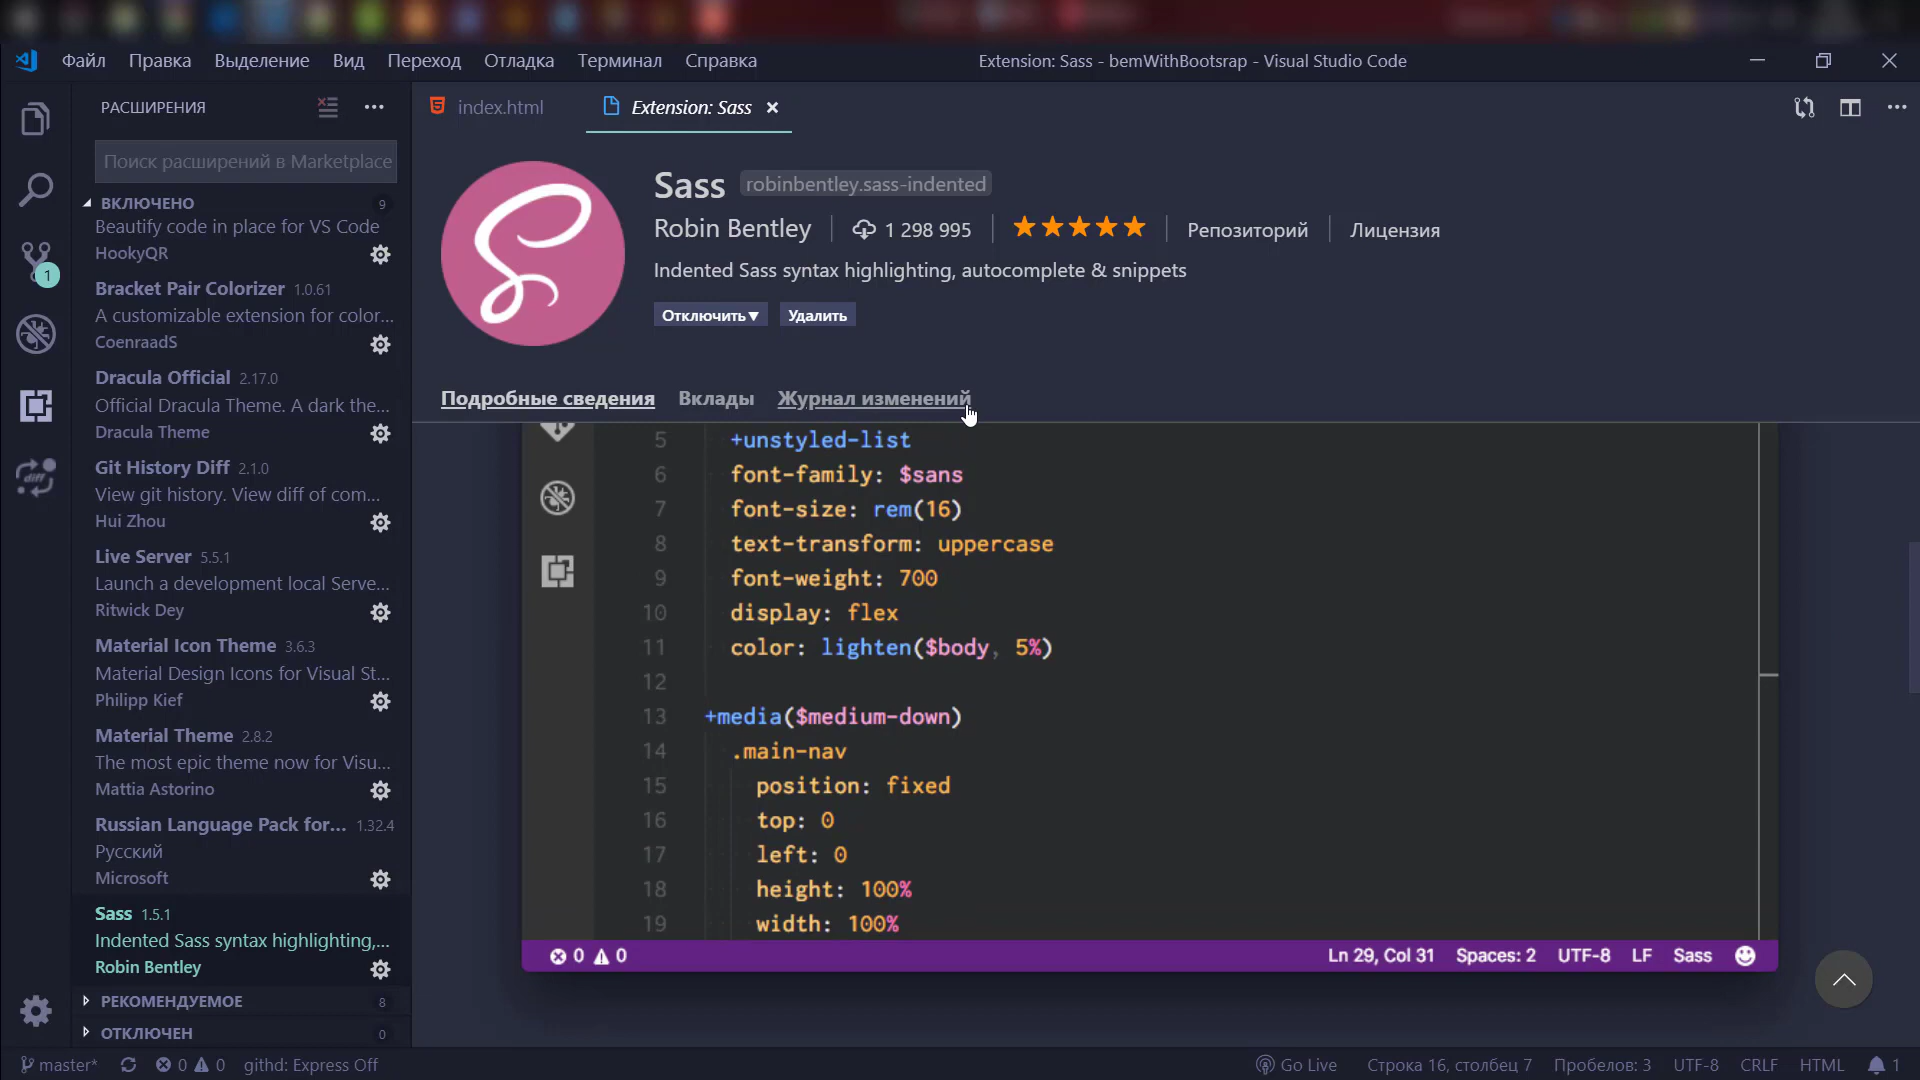 Файл Правка Выделение Вид Переход Отладка Терминал Справка
Extension: Sass - bemWithBootsrap - Visual Studio Code
РАСШИРЕНИЯ
index.html
Extension: Sass
Поиск расширений в Marketplace
ВКЛЮЧЕНО 9
Beautify code in place for VS Code
HookyQR
Bracket Pair Colorizer 1.0.61
A customizable extension for color...
CoenraadS
Dracula Official 2.17.0
Official Dracula Theme. A dark the...
Dracula Theme
Git History Diff 2.1.0
View git history. View diff of com...
Hui Zhou
Live Server 5.5.1
Launch a development local Serve...
Ritwick Dey
Material Icon Theme 3.6.3
Material Design Icons for Visual St...
Philipp Kief
Material Theme 2.8.2
The most epic theme now for Visu...
Mattia Astorino
Russian Language Pack for... 1.32.4
Русский
Microsoft
Sass 1.5.1
Indented Sass syntax highlighting,...
Robin Bentley
РЕКОМЕНДУЕМОЕ 8
ОТКЛЮЧЕН 0
1
diff
Sass robinbentley.sass-indented
Robin Bentley 1 298 995 Репозиторий Лицензия
Indented Sass syntax highlighting, autocomplete & snippets
Отключить▼ Удалить
Подробные сведения Вклады Журнал изменений
5 +unstyled-list
6 font-family: $sans
7 font-size: rem(16)
8 text-transform: uppercase
9 font-weight: 700
10 display: flex
11 color: lighten($body, 5%)
12
13 +media($medium-down)
14 .main-nav
15 position: fixed
16 top: 0
17 left: 0
18 height: 100%
19 width: 100%
0 0 Ln 29, Col 31 Spaces: 2 UTF-8 LF Sass
master* 0 0 githd: Express Off Go Live Строка 16, столбец 7 Пробелов: 3 UTF-8 CRLF HTML 1